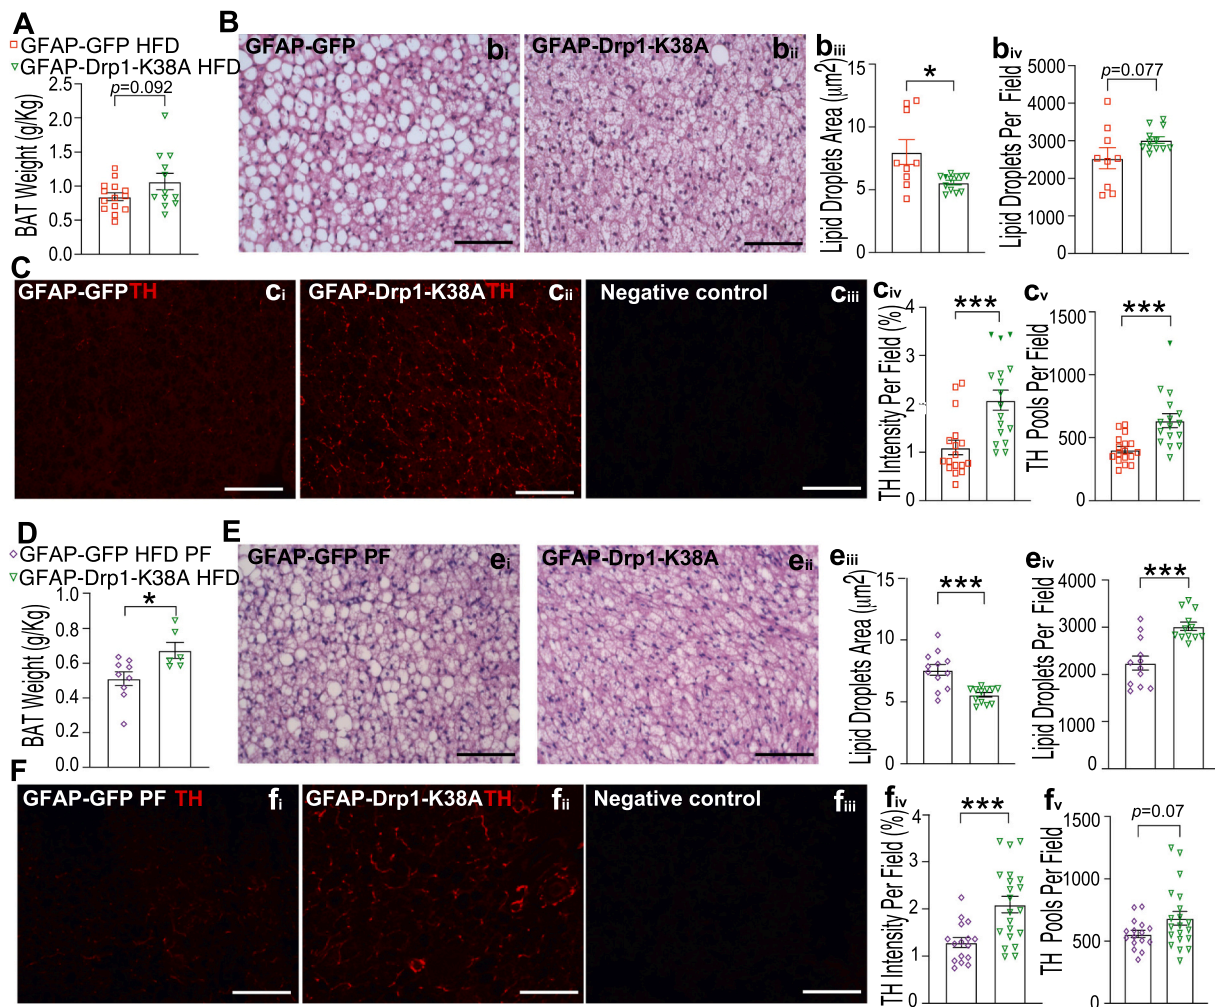 A
GFAP-GFP HFD
GFAP-Drp1-K38A HFD
BAT Weight (g/Kg)
2.5
2.0
1.5
1.0
0.5
0.0
p=0.092
B
GFAP-GFP
bi
GFAP-Drp1-K38A
bii
biii
Lipid Droplets Area (µm2)
15
10
5
0
*
biv
Lipid Droplets Per Field
5000
4000
3000
2000
1000
0
p=0.077
C
GFAP-GFPTH
ci
GFAP-Drp1-K38ATH
cii
Negative control
ciii
civ
TH Intensity Per Field (%)
4
3
2
1
0
***
cv
TH Pools Per Field
1500
1000
500
0
***
D
GFAP-GFP HFD PF
GFAP-Drp1-K38A HFD
BAT Weight (g/Kg)
1.0
0.8
0.6
0.4
0.2
0.0
*
E
GFAP-GFP PF
ei
GFAP-Drp1-K38A
eii
eiii
Lipid Droplets Area (µm2)
15
10
5
0
***
eiv
Lipid Droplets Per Field
4000
3000
2000
1000
0
***
F
GFAP-GFP PF TH
fi
GFAP-Drp1-K38ATH
fii
Negative control
fiii
fiv
TH Intensity Per Field (%)
4
3
2
1
0
***
fv
TH Pools Per Field
1500
1000
500
0
p=0.07